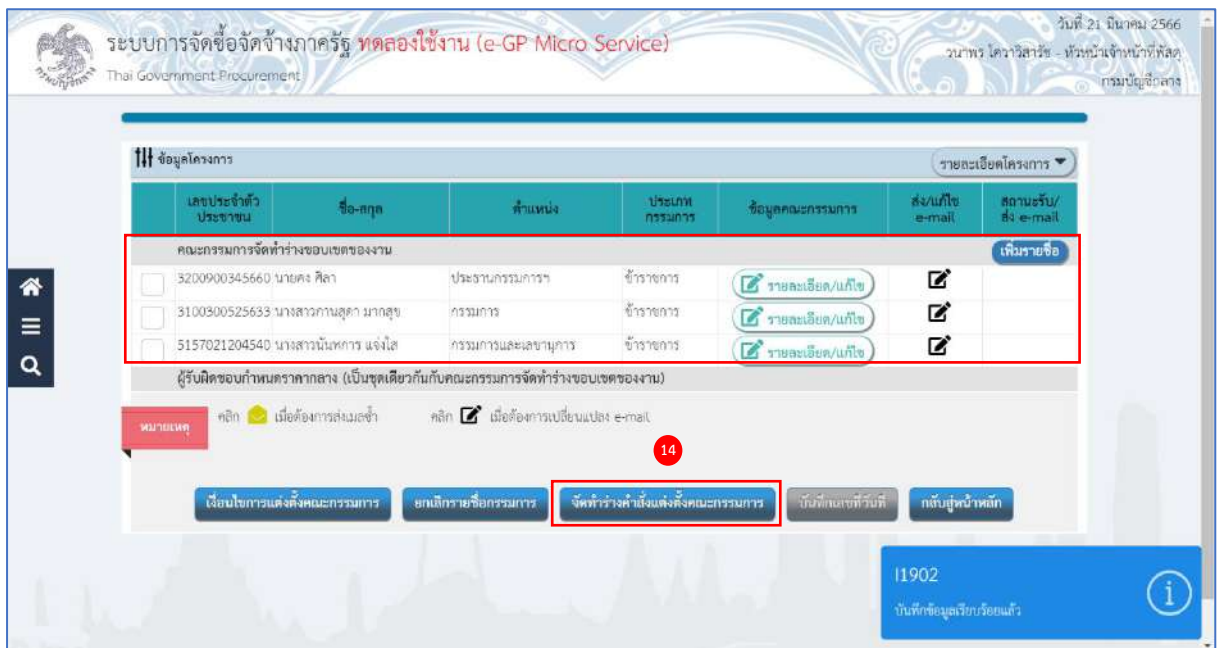 ระบบการจัดซื้อจัดจ้างภาครัฐ ทดลองใช้งาน (e-GP Micro Service)
Thai Government Procurement
วันที่ 21 มีนาคม 2566
วนาพร โควาวิสารัช - หัวหน้าเจ้าหน้าที่พัสดุ
กรมบัญชีกลาง
ข้อมูลโครงการ
รายละเอียดโครงการ
เลขประจำตัวประชาชน ชื่อ-สกุล ตำแหน่ง ประเภทกรรมการ ข้อมูลคณะกรรมการ ส่ง/แก้ไข e-mail สถานะรับ/ส่ง e-mail
คณะกรรมการจัดทำร่างขอบเขตของงาน เพิ่มรายชื่อ
3200900345660 นายคง ศิลา ประธานกรรมการฯ ข้าราชการ รายละเอียด/แก้ไข
3100300525633 นางสาวกานสุดา มากสุข กรรมการ ข้าราชการ รายละเอียด/แก้ไข
5157021204540 นางสาวนันทการ แจ่งใส กรรมการและเลขานุการ ข้าราชการ รายละเอียด/แก้ไข
ผู้รับผิดชอบกำหนดราคากลาง (เป็นชุดเดียวกันกับคณะกรรมการจัดทำร่างขอบเขตของงาน)
หมายเหตุ คลิก เมื่อต้องการส่งเมลซ้ำ คลิก เมื่อต้องการเปลี่ยนแปลง e-mail
14
เงื่อนไขการแต่งตั้งคณะกรรมการ ยกเลิกรายชื่อกรรมการ จัดทำร่างคำสั่งแต่งตั้งคณะกรรมการ บันทึกเลขที่วันที่ กลับสู่หน้าหลัก
I1902
บันทึกข้อมูลเรียบร้อยแล้ว